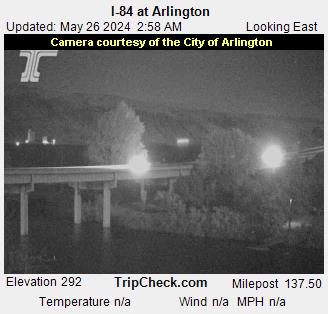 I-84 at Arlington
Updated: May 26 2024 2:58 AM Looking East
Camera courtesy of the City of Arlington
Elevation 292 TripCheck.com Milepost 137.50
Temperature n/a Wind n/a MPH n/a